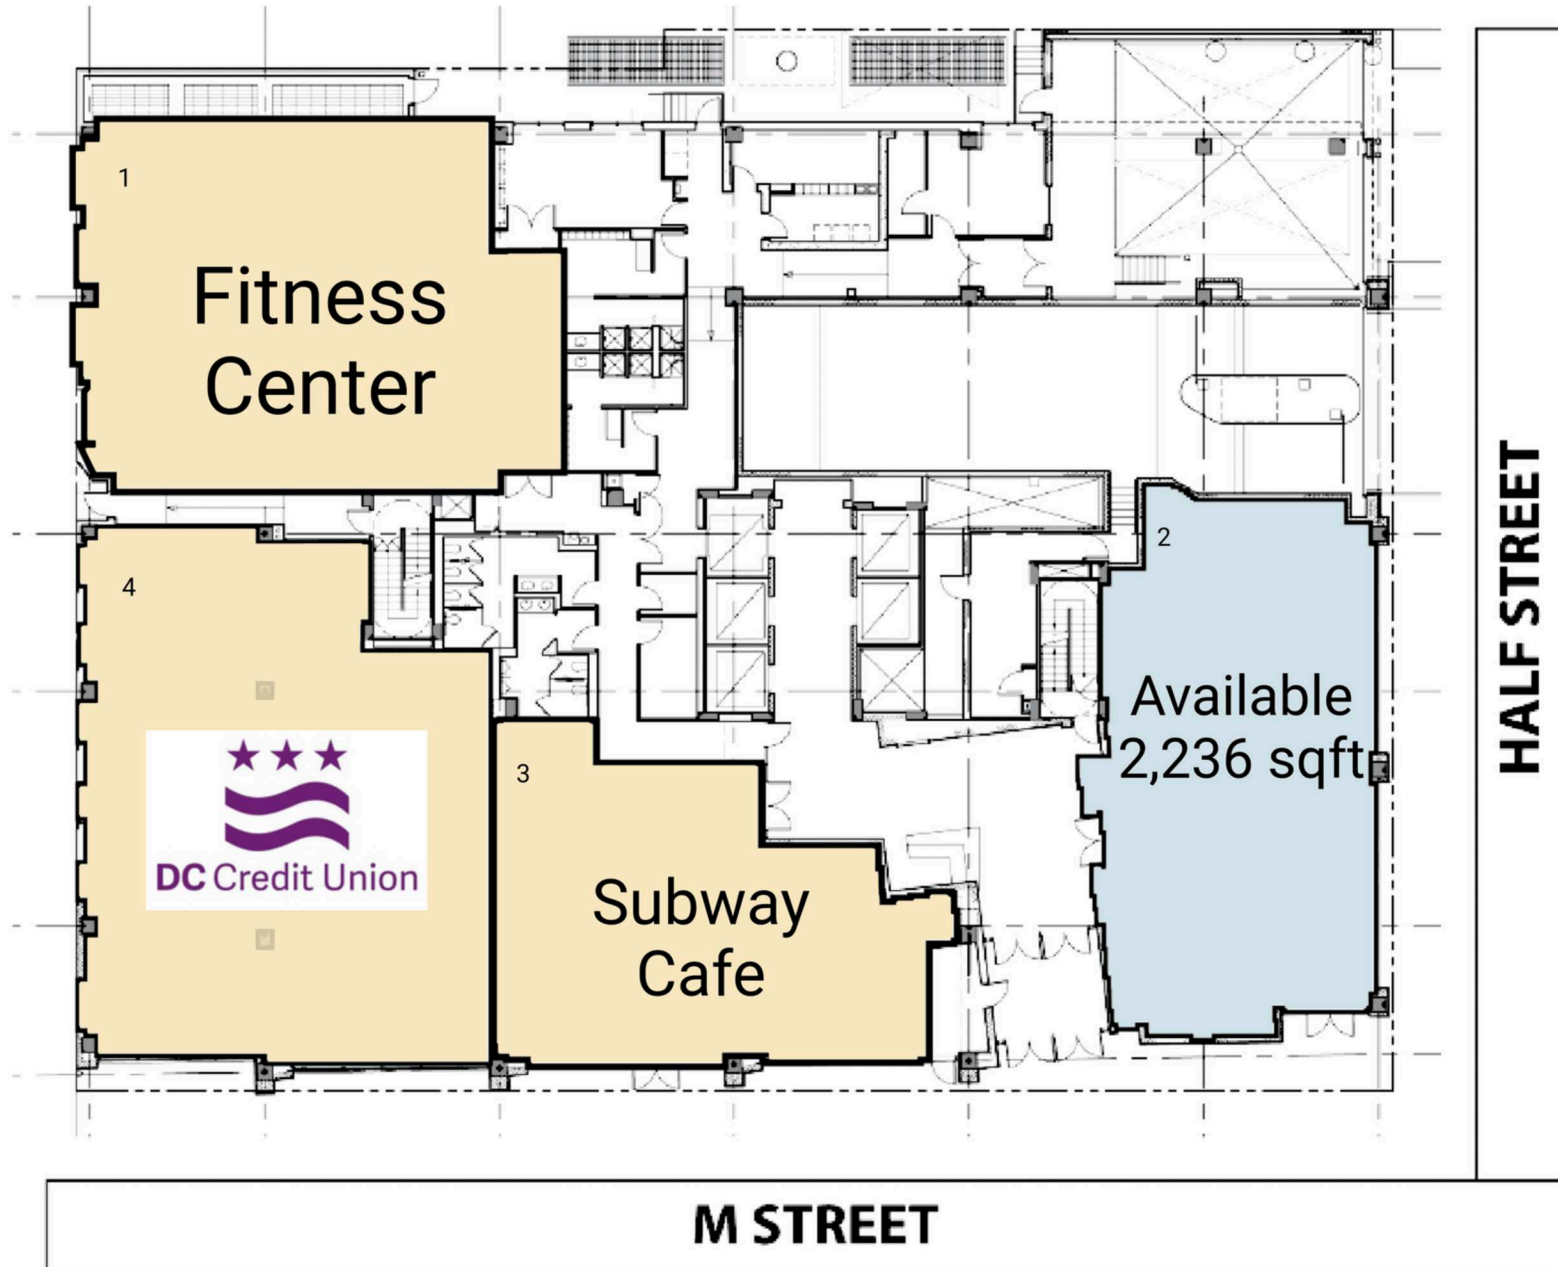 1
Fitness
Center
2
Available
2,236 sqft
HALF STREET
4
DC Credit Union
3
Subway
Cafe
M STREET